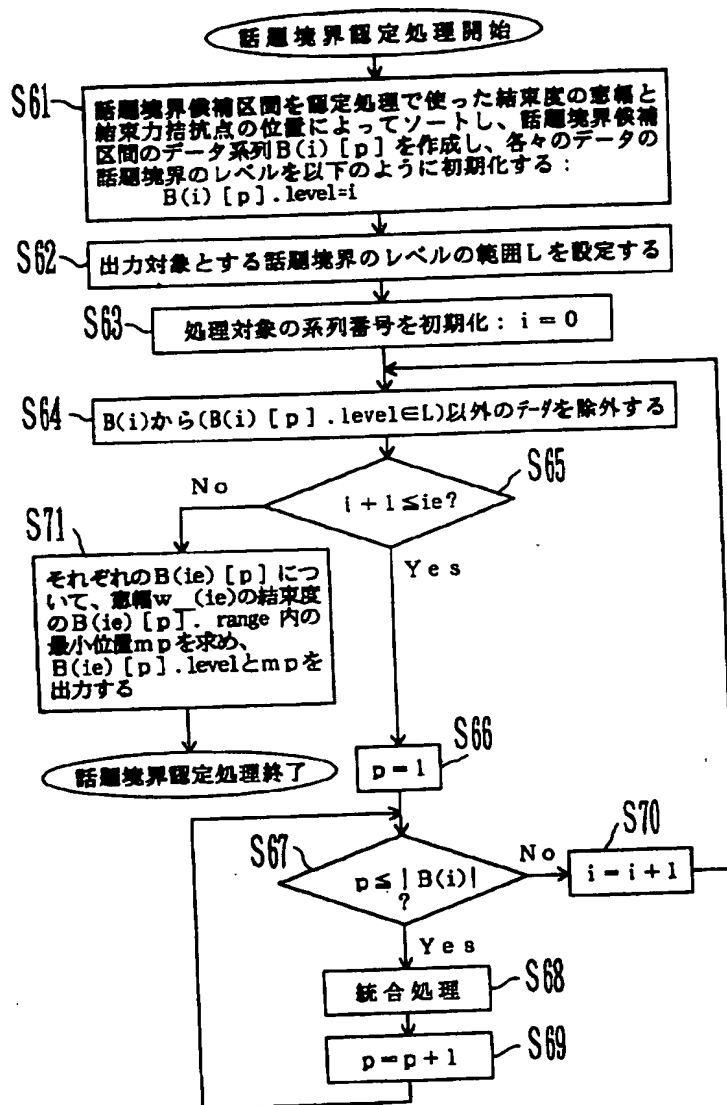 話題境界認定処理開始
S61
話題境界候補区間を認定処理で使った結束度の窓幅と
結束力拮抗点の位置によってソートし、話題境界候補
区間のデータ系列B(i)[p]を作成し、各々のデータの
話題境界のレベルを以下のように初期化する：
B(i)[p].level=i
S62
出力対象とする話題境界のレベルの範囲Lを設定する
S63
処理対象の系列番号を初期化：i＝0
S64
B(i)から(B(i)[p].level∈L)以外のデータを除外する
S65
i＋1≦ie?
No
Yes
S71
それぞれのB(ie)[p]につ
いて、窓幅w_(ie)の結束度
のB(ie)[p].range内の
最小位置mpを求め、
B(ie)[p].levelとmpを
出力する
話題境界認定処理終了
S66
p＝1
S67
p≦|B(i)|
?
No
Yes
S70
i＝i＋1
S68
統合処理
S69
p＝p＋1